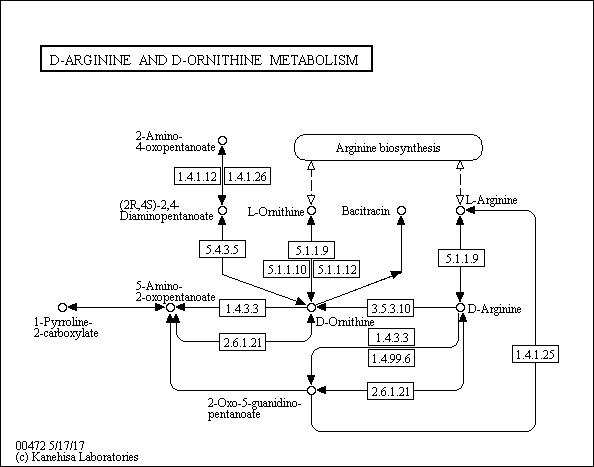 D-ARGININE AND D-ORNITHINE METABOLISM
2-Amino-
4-oxopentanoate
Arginine biosynthesis
1.4.1.12
1.4.1.26
(2R,4S)-2,4-
Diaminopentanoate
L-Ornithine
Bacitracin
L-Arginine
5.4.3.5
5.1.1.9
5.1.1.10
5.1.1.12
5.1.1.9
5-Amino-
2-oxopentanoate
1.4.3.3
3.5.3.10
D-Ornithine
D-Arginine
1-Pyrroline-
2-carboxylate
2.6.1.21
1.4.3.3
1.4.99.6
1.4.1.25
2.6.1.21
2-Oxo-5-guanidino-
pentanoate
00472 5/17/17
(c) Kanehisa Laboratories